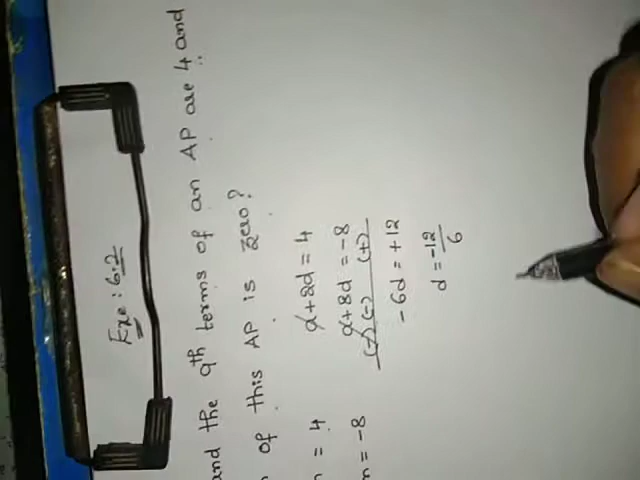 Exe : 6.2
and the 9th terms of an AP are 4 and
of this AP is zero?
= 4 a+2d = 4
= -8 a+8d = -8
(-) (-) (+)
-6d = +12
d = -12/6